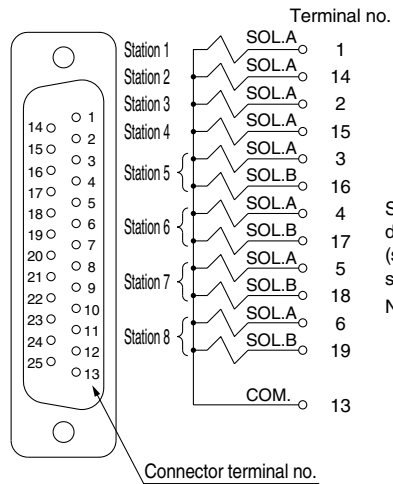 Terminal no.
Station 1 SOL.A 1
Station 2 SOL.A 14
Station 3 SOL.A 2
Station 4 SOL.A 15
Station 5 SOL.A 3
SOL.B 16
Station 6 SOL.A 4
SOL.B 17
Station 7 SOL.A 5
SOL.B 18
Station 8 SOL.A 6
SOL.B 19
COM. 13
1
14
2
15
3
16
4
17
5
18
6
19
7
20
8
21
9
22
10
23
11
24
12
25
13
Connector terminal no.
S
d
(s
s
N